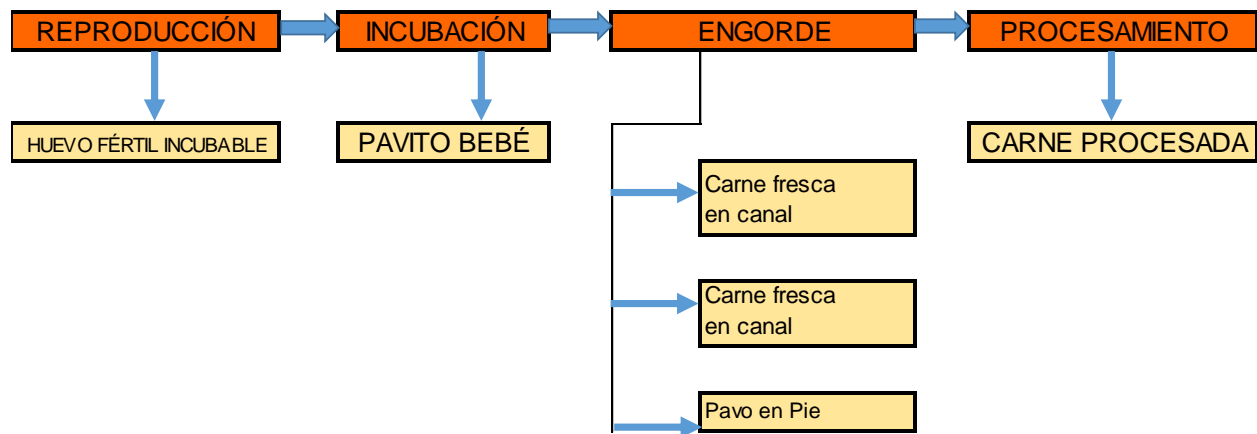 REPRODUCCIÓN
INCUBACIÓN
ENGORDE
PROCESAMIENTO
HUEVO FÉRTIL INCUBABLE
PAVITO BEBÉ
CARNE PROCESADA
Carne fresca
en canal
Carne fresca
en canal
Pavo en Pie